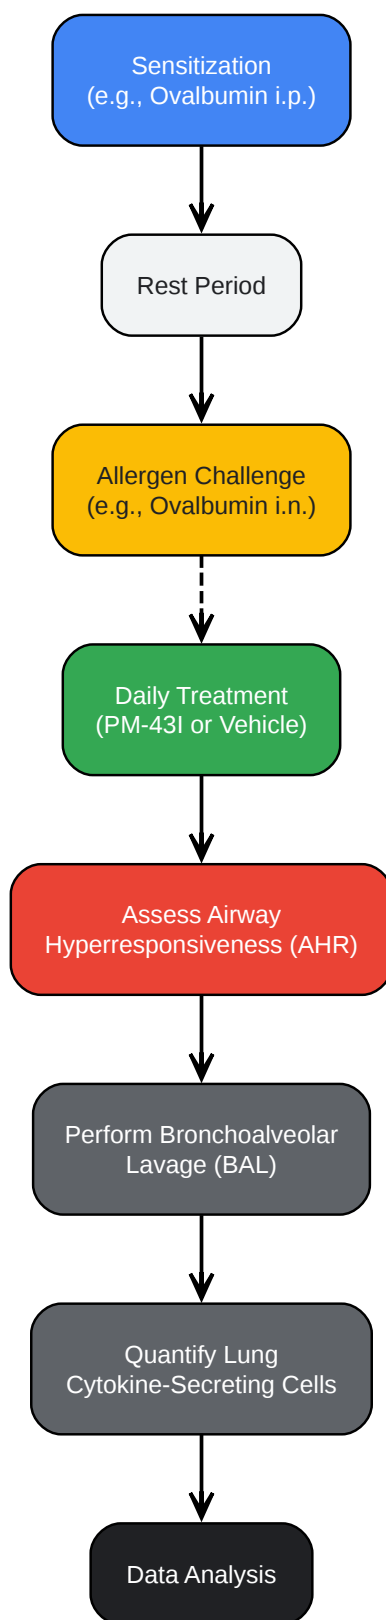 Sensitization
(e.g., Ovalbumin i.p.)
Rest Period
Allergen Challenge
(e.g., Ovalbumin i.n.)
Daily Treatment
(PM-43I or Vehicle)
Assess Airway
Hyperresponsiveness (AHR)
Perform Bronchoalveolar
Lavage (BAL)
Quantify Lung
Cytokine-Secreting Cells
Data Analysis